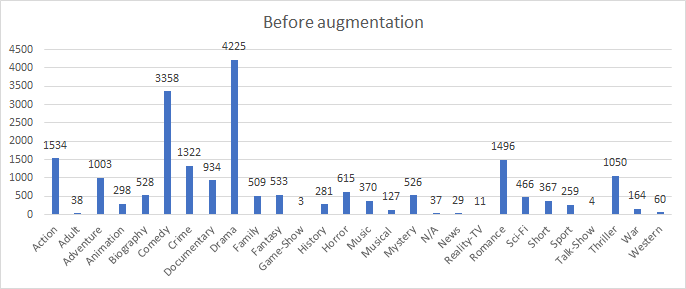 Before augmentation
4500
4000
3500
3000
2500
2000
1500
1000
500
0
1534
38
1003
298
528
3358
1322
934
4225
509
533
3
281
615
370
127
526
37
29
11
1496
466
367
259
4
1050
164
60
Action
Adult
Adventure
Animation
Biography
Comedy
Crime
Documentary
Drama
Family
Fantasy
Game-Show
History
Horror
Music
Musical
Mystery
N/A
News
Reality-TV
Romance
Sci-Fi
Short
Sport
Talk-Show
Thriller
War
Western